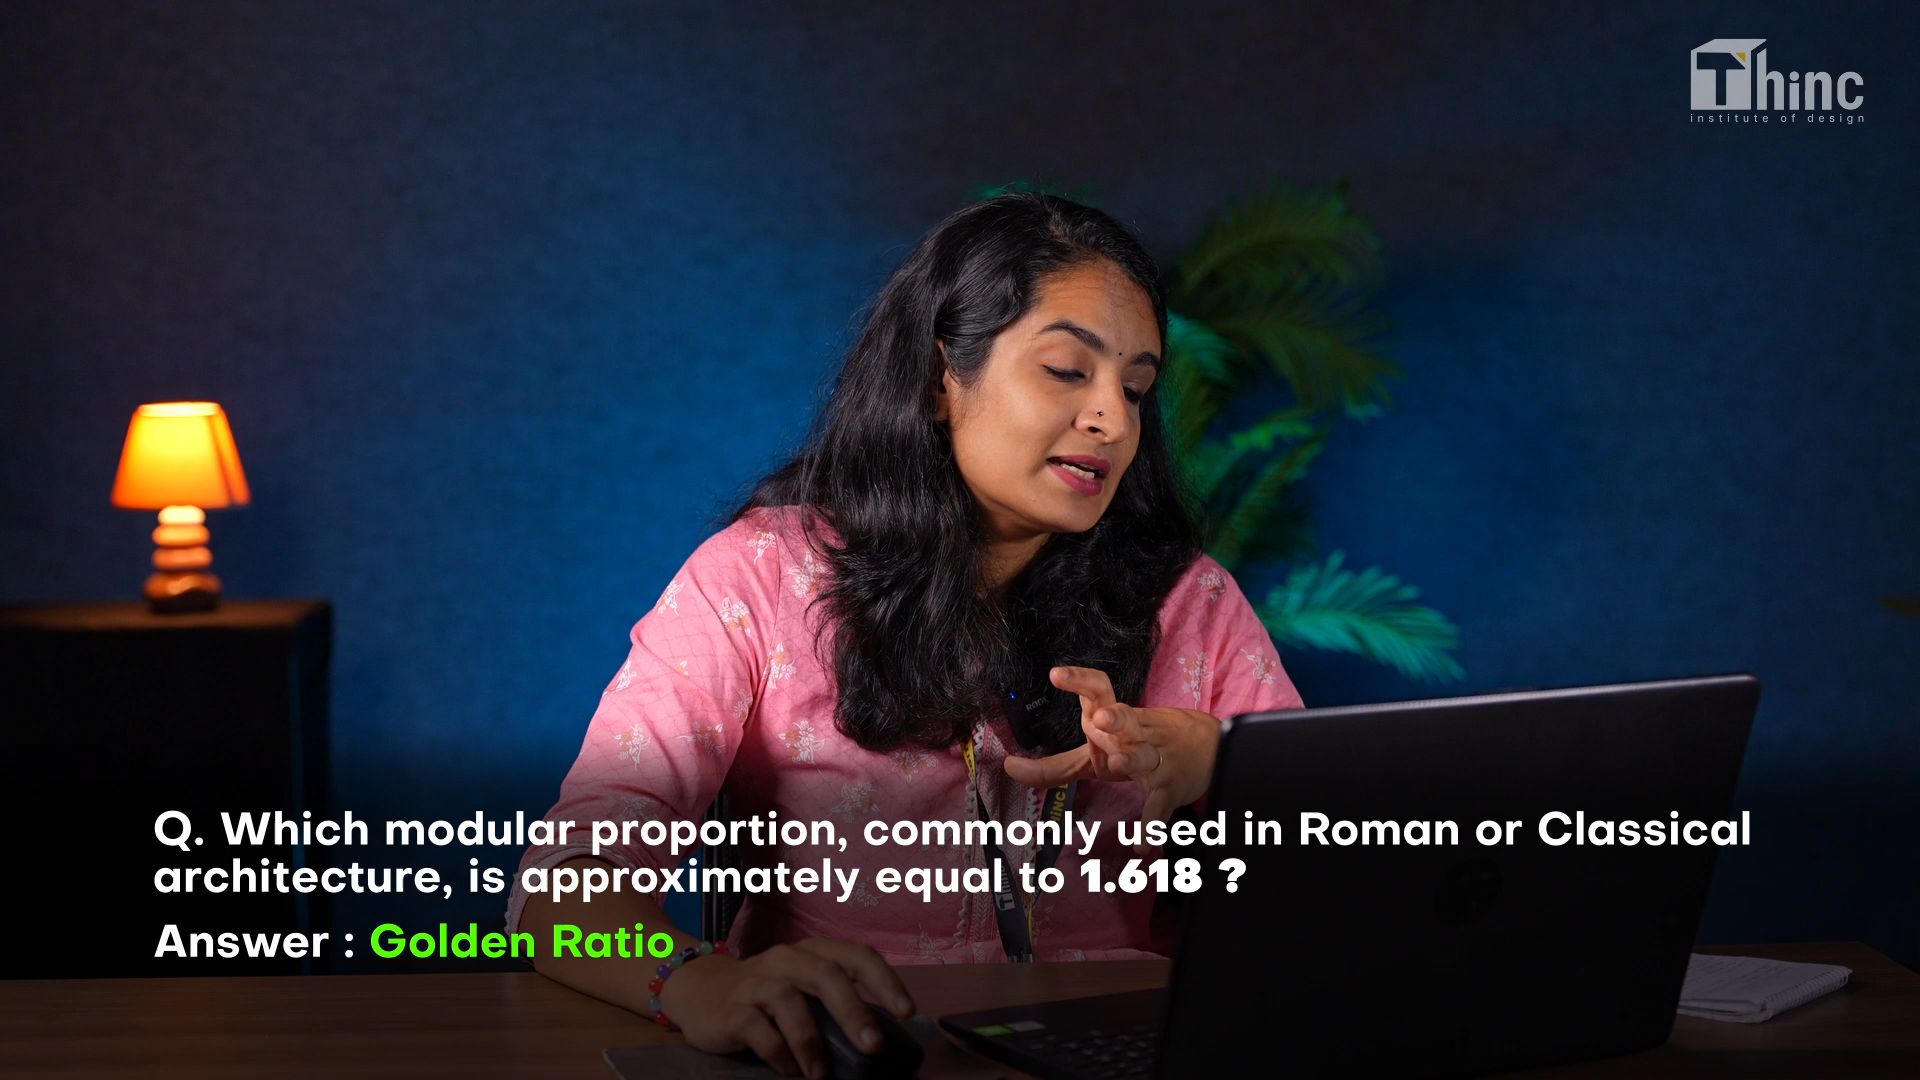 Thinc
institute of design
RODE
Q. Which modular proportion, commonly used in Roman or Classical
architecture, is approximately equal to 1.618 ?
Answer : Golden Ratio